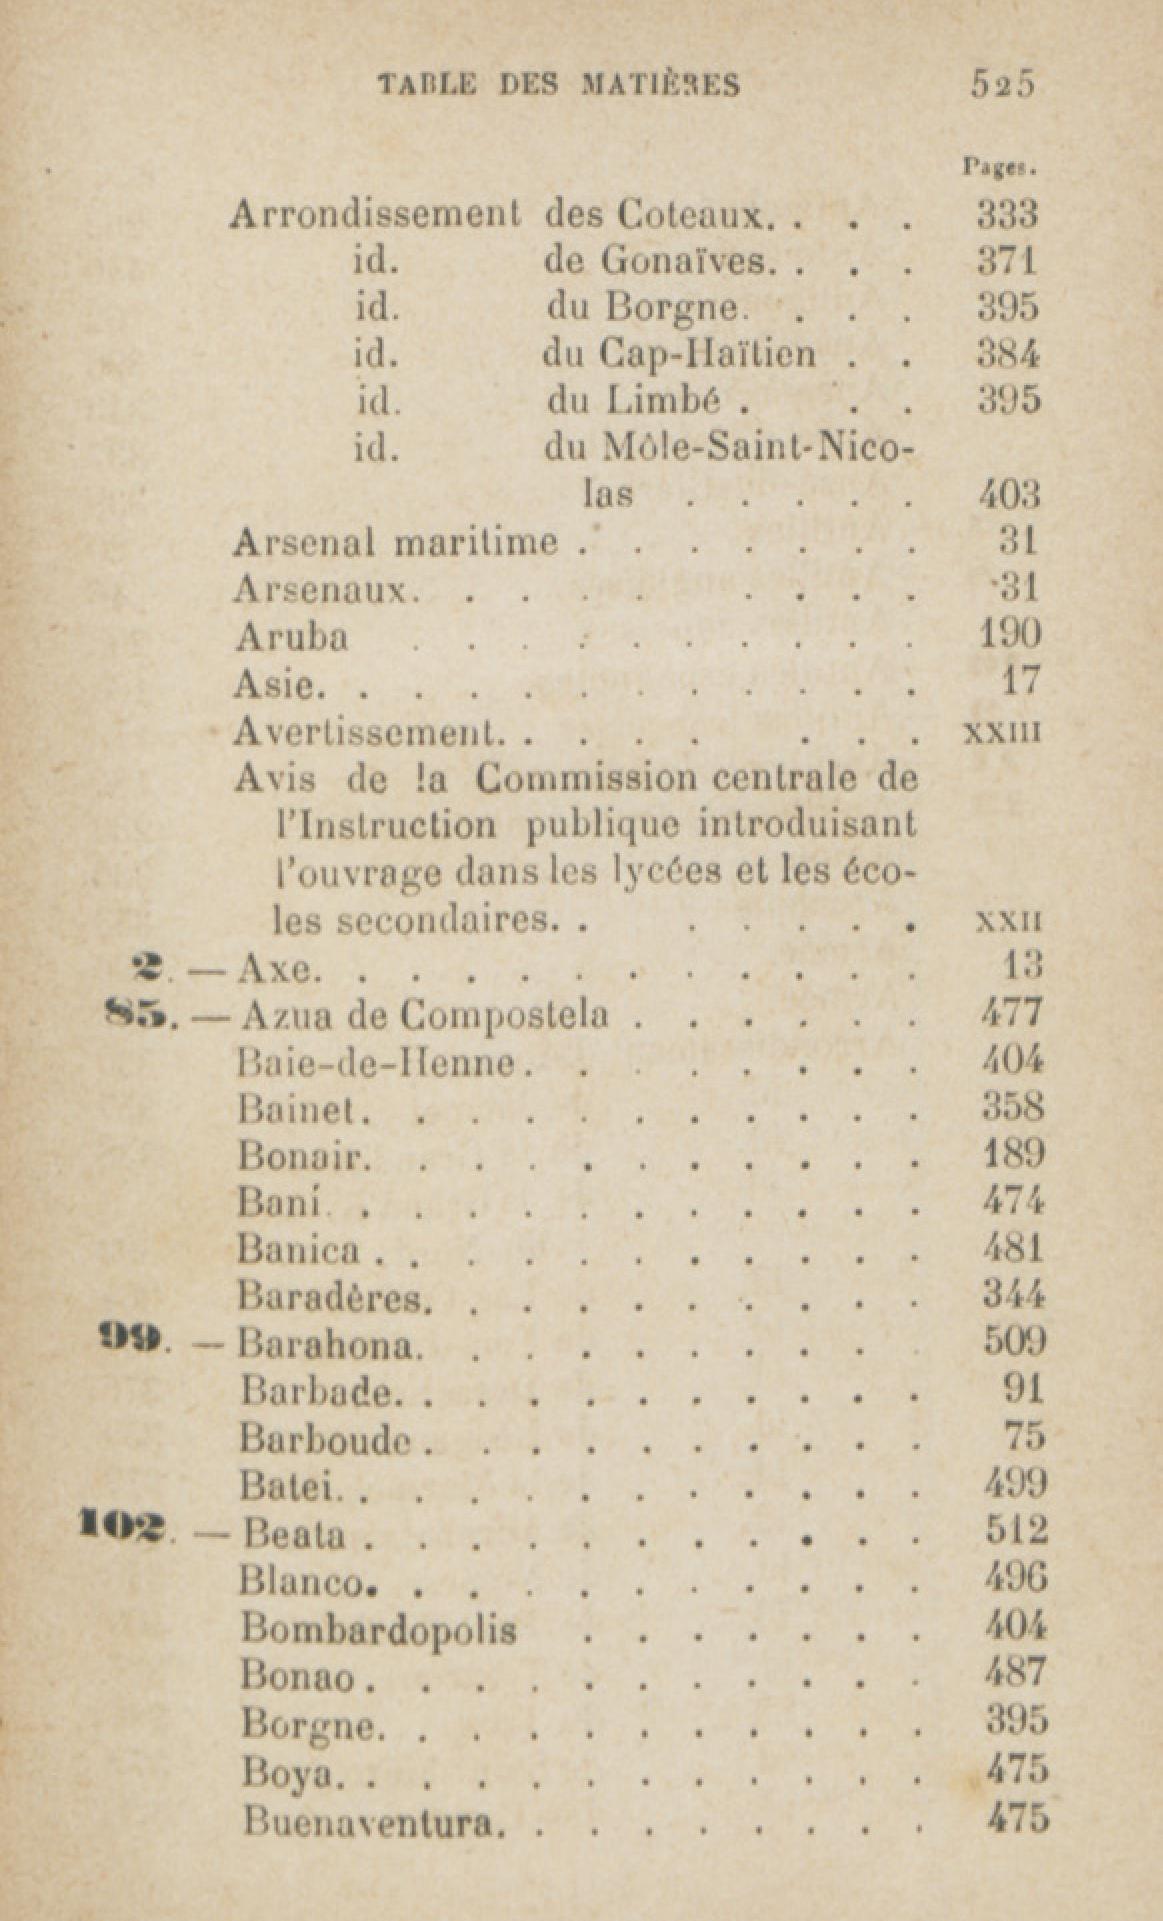 TABLE DES MATIÈRES 525
Pages.
Arrondissement des Coteaux. . . . 333
id. de Gonaïves. . . . 371
id. du Borgne. . . . 395
id. du Cap-Haïtien . . 384
id. du Limbé . . . 395
id. du Môle-Saint-Nico-
las . . . . . 403
Arsenal maritime . . . . . . . 31
Arsenaux. . . . . . . . . 31
Aruba . . . . . . . . . . 190
Asie. . . . . . . . . . . . 17
Avertissement. . . . . . . . XXIII
Avis de la Commission centrale de
l'Instruction publique introduisant
l'ouvrage dans les lycées et les éco-
les secondaires. . . . . . . XXII
2. — Axe. . . . . . . . . . . . 13
85. — Azua de Compostela . . . . . . 477
Baie-de-Henne. . . . . . . . 404
Bainet. . . . . . . . . . . 358
Bonair. . . . . . . . . . . 189
Baní. . . . . . . . . . . . 474
Banica . . . . . . . . . . . 481
Baradères. . . . . . . . . . 344
99. — Barahona. . . . . . . . . 509
Barbade. . . . . . . . . . . 91
Barboude . . . . . . . . . . 75
Batei. . . . . . . . . . . . 499
102. — Beata . . . . . . . . . . . 512
Blanco. . . . . . . . . . . 496
Bombardopolis . . . . . . . 404
Bonao . . . . . . . . . . . 487
Borgne. . . . . . . . . . . 395
Boya. . . . . . . . . . . . 475
Buenaventura. . . . . . . . . 475